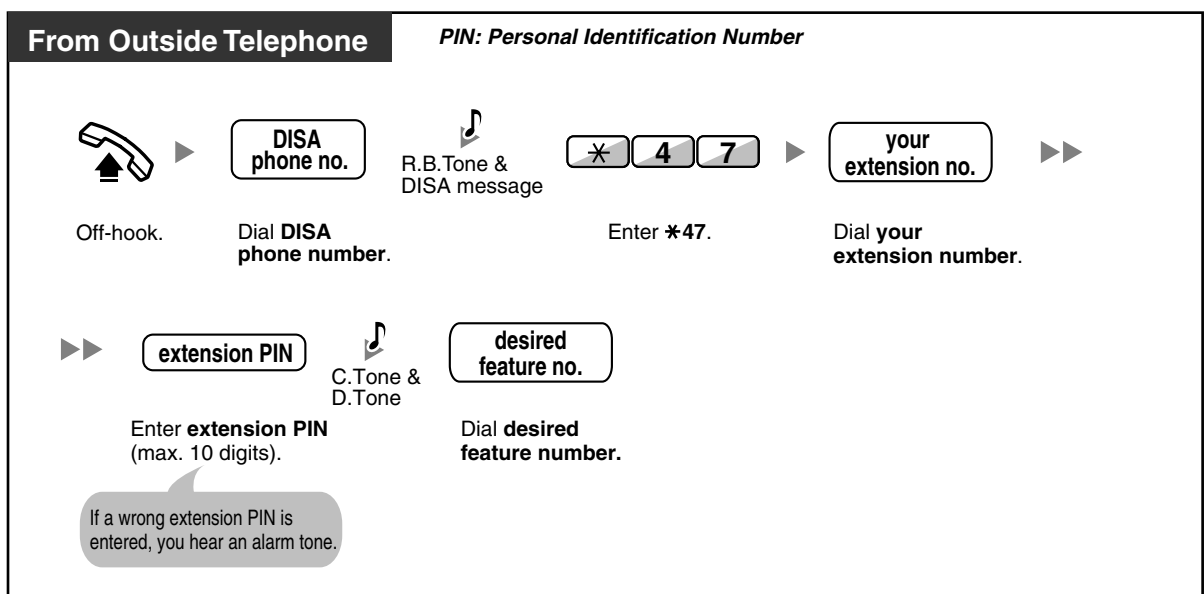 From Outside Telephone
PIN: Personal Identification Number
DISA
phone no.
R.B.Tone &
DISA message
* 4 7
your
extension no.
Off-hook.
Dial DISA
phone number.
Enter *47.
Dial your
extension number.
extension PIN
C.Tone &
D.Tone
desired
feature no.
Enter extension PIN
(max. 10 digits).
Dial desired
feature number.
If a wrong extension PIN is
entered, you hear an alarm tone.